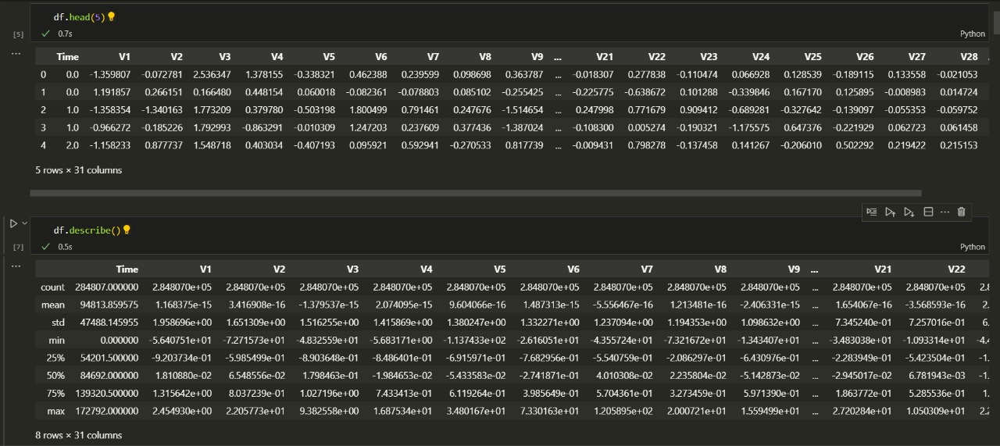 df.head(5)
[5]
0.7s
Python
...
Time V1 V2 V3 V4 V5 V6 V7 V8 V9 ... V21 V22 V23 V24 V25 V26 V27 V28
0 0.0 -1.359807 -0.072781 2.536347 1.378155 -0.338321 0.462388 0.239599 0.098698 0.363787 ... -0.018307 0.277838 -0.110474 0.066928 0.128539 -0.189115 0.133558 -0.021053
1 0.0 1.191857 0.266151 0.166480 0.448154 0.060018 -0.082361 -0.078803 0.085102 -0.255425 ... -0.225775 -0.638672 0.101288 -0.339846 0.167170 0.125895 -0.008983 0.014724
2 1.0 -1.358354 -1.340163 1.773209 0.379780 -0.503198 1.800499 0.791461 0.247676 -1.514654 ... 0.247998 0.771679 0.909412 -0.689281 -0.327642 -0.139097 -0.055353 -0.059752
3 1.0 -0.966272 -0.185226 1.792993 -0.863291 -0.010309 1.247203 0.237609 0.377436 -1.387024 ... -0.108300 0.005274 -0.190321 -1.175575 0.647376 -0.221929 0.062723 0.061458
4 2.0 -1.158233 0.877737 1.548718 0.403034 -0.407193 0.095921 0.592941 -0.270533 0.817739 ... -0.009431 0.798278 -0.137458 0.141267 -0.206010 0.502292 0.219422 0.215153
5 rows × 31 columns
df.describe()
[7]
0.5s
Python
...
Time V1 V2 V3 V4 V5 V6 V7 V8 V9 ... V21 V22
count 284807.000000 2.848070e+05 2.848070e+05 2.848070e+05 2.848070e+05 2.848070e+05 2.848070e+05 2.848070e+05 2.848070e+05 2.848070e+05 ... 2.848070e+05 2.848070e+05 2.8
mean 94813.859575 1.168375e-15 3.416908e-16 -1.379537e-15 2.074095e-15 9.604066e-16 1.487313e-15 -5.556467e-16 1.213481e-16 -2.406331e-15 ... 1.654067e-16 -3.568593e-16 2.
std 47488.145955 1.958696e+00 1.651309e+00 1.516255e+00 1.415869e+00 1.380247e+00 1.332271e+00 1.237094e+00 1.194353e+00 1.098632e+00 ... 7.345240e-01 7.257016e-01 6.
min 0.000000 -5.640751e+01 -7.271573e+01 -4.832559e+01 -5.683171e+00 -1.137433e+02 -2.616051e+01 -4.355724e+01 -7.321672e+01 -1.343407e+01 ... -3.483038e+01 -1.093314e+01 -4.4
25% 54201.500000 -9.203734e-01 -5.985499e-01 -8.903648e-01 -8.486401e-01 -6.915971e-01 -7.682956e-01 -5.540759e-01 -2.086297e-01 -6.430976e-01 ... -2.283949e-01 -5.423504e-01 -1.
50% 84692.000000 1.810880e-02 6.548556e-02 1.798463e-01 -1.984653e-02 -5.433583e-02 -2.741871e-01 4.010308e-02 2.235804e-02 -5.142873e-02 ... -2.945017e-02 6.781943e-03 -1.
75% 139320.500000 1.315642e+00 8.037239e-01 1.027196e+00 7.433413e-01 6.119264e-01 3.985649e-01 5.704361e-01 3.273459e-01 5.971390e-01 ... 1.863772e-01 5.285536e-01 1.
max 172792.000000 2.454930e+00 2.205773e+01 9.382558e+00 1.687534e+01 3.480167e+01 7.330163e+01 1.205895e+02 2.000721e+01 1.559499e+01 ... 2.720284e+01 1.050309e+01 2.2
8 rows × 31 columns